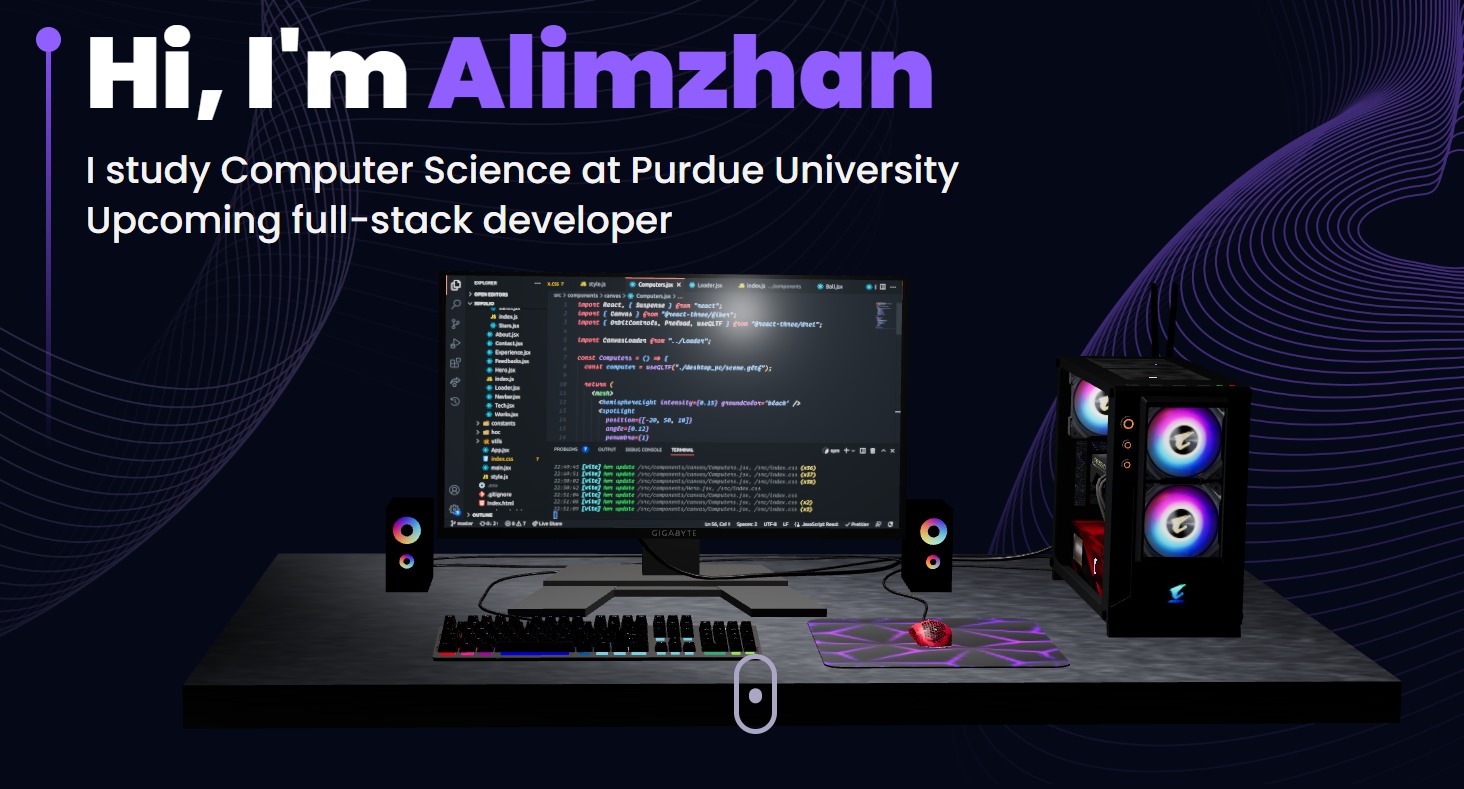 Hi, I'm Alimzhan
I study Computer Science at Purdue University
Upcoming full-stack developer
EXPLORER
OPEN EDITORS
index.js
Stars.jsx
About.jsx
Contact.jsx
Experience.jsx
Feedbacks.jsx
Hero.jsx
index.js
Loader.jsx
Navbar.jsx
Tech.jsx
Works.jsx
constants
hoc
utils
App.jsx
index.css
main.jsx
style.js
.env
.gitignore
index.html
OUTLINE
style.js Computers.jsx Loader.jsx index.js .../components Ball.jsx
src > components > canvas > Computers.jsx > ...
import React, { Suspense } from "react";
import { Canvas } from "@react-three/fiber";
import { OrbitControls, Preload, useGLTF } from "@react-three/drei";
import CanvasLoader from "../Loader";
const Computers = () => {
const computer = useGLTF("./desktop_pc/scene.gltf");
return (
<mesh>
<hemisphereLight intensity={0.15} groundColor="black" />
<spotLight
position={[-20, 50, 10]}
angle={0.12}
penumbra={1}
PROBLEMS 7 OUTPUT DEBUG CONSOLE TERMINAL
[vite] hmr update /src/components/canvas/Computers.jsx, /src/index.css
[vite] hmr update /src/components/canvas/Computers.jsx, /src/index.css
[vite] hmr update /src/components/canvas/Computers.jsx, /src/index.css
[vite] hmr update /src/components/Hero.jsx, /src/index.css
[vite] hmr update /src/components/canvas/Computers.jsx, /src/index.css
[vite] hmr update /src/components/canvas/Computers.jsx, /src/index.css (x2)
[vite] hmr update /src/components/canvas/Computers.jsx, /src/index.css
master Live Share Ln 56, Col 1 Spaces: 2 UTF-8 LF JavaScript React Prettier
GIGABYTE